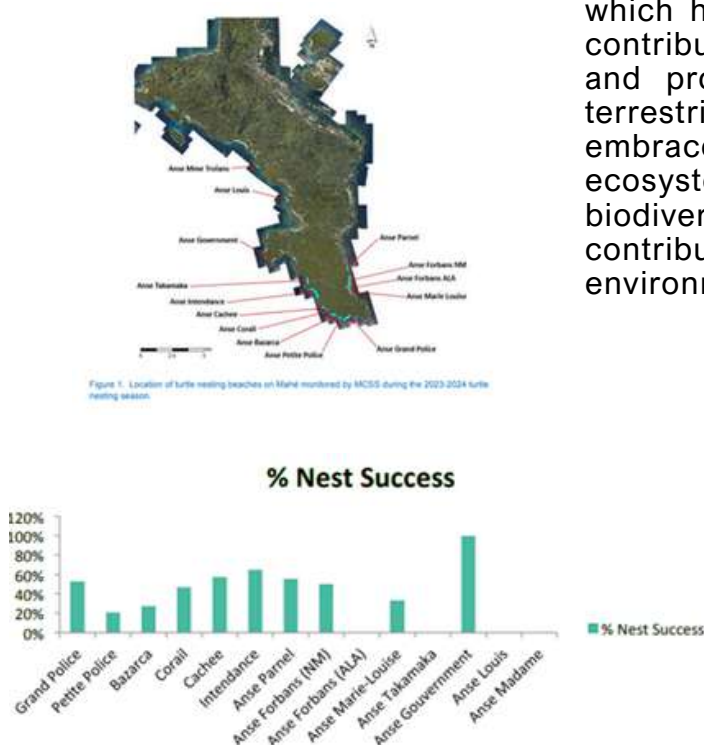 which h
contribu
and pro
terrestri
embrace
ecosyste
biodiver
contribu
environm
Anse Louis
Anse Government
Anse Parnel
Anse Forbans NM
Anse Forbans ALA
Anse Takamaka
Anse Marie Louise
Anse Intendance
Anse Cachee
Anse Corail
Anse Bazarca
Anse Grand Police
Anse Petite Police
Figure 1. Location of turtle nesting beaches on Mahé monitored by MCSS during the 2023-2024 turtle
nesting season.
% Nest Success
120%
100%
80%
60%
40%
20%
0%
Grand Police
Petite Police
Bazarca
Corail
Cachee
Intendance
Anse Parnel
Anse Forbans (NM)
Anse Forbans (ALA)
Anse Marie-Louise
Anse Takamaka
Anse Gouvernment
Anse Louis
Anse Madame
% Nest Success